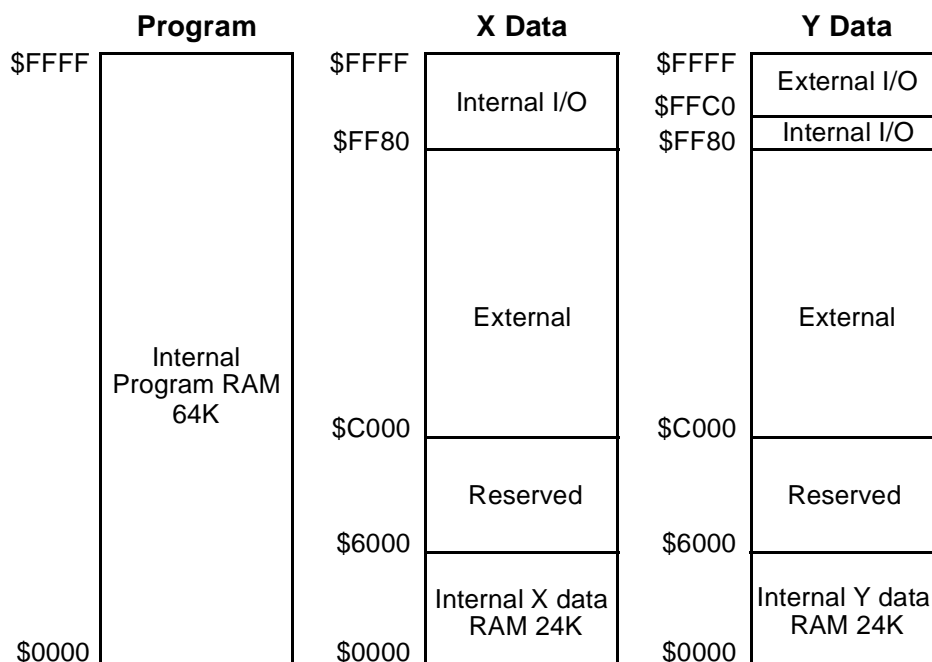 Program
$FFFF
Internal
Program RAM
64K
$0000
X Data
$FFFF
Internal I/O
$FF80
External
$C000
Reserved
$6000
Internal X data
RAM 24K
$0000
Y Data
$FFFF
External I/O
$FFC0
Internal I/O
$FF80
External
$C000
Reserved
$6000
Internal Y data
RAM 24K
$0000